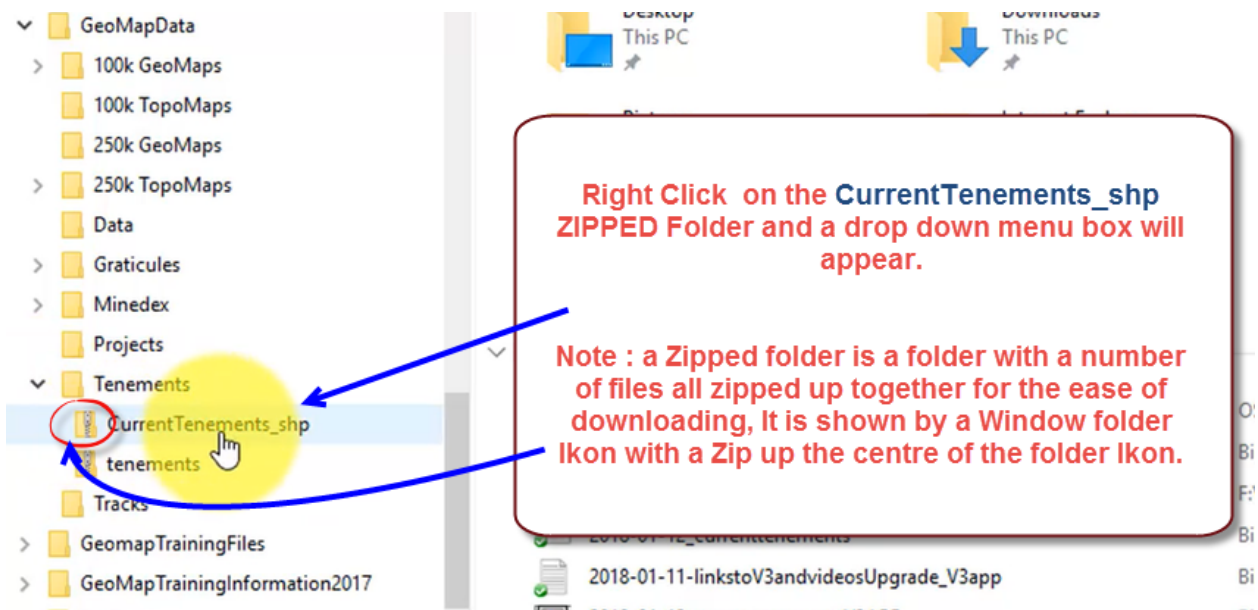 GeoMapData
100k GeoMaps
100k TopoMaps
250k GeoMaps
250k TopoMaps
Data
Graticules
Minedex
Projects
Tenements
CurrentTenements_shp
tenements
Tracks
GeomapTrainingFiles
GeoMapTrainingInformation2017
Desktop
This PC
Downloads
This PC
Right Click on the CurrentTenements_shp
ZIPPED Folder and a drop down menu box will
appear.
Note : a Zipped folder is a folder with a number
of files all zipped up together for the ease of
downloading, It is shown by a Window folder
Ikon with a Zip up the centre of the folder Ikon.
2018-01-12_currenttenements
2018-01-11-linkstoV3andvideosUpgrade_V3app